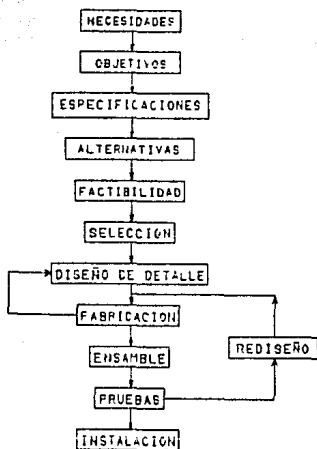 NECESIDADES
OBJETIVOS
ESPECIFICACIONES
ALTERNATIVAS
FACTIBILIDAD
SELECCION
DISEÑO DE DETALLE
FABRICACION
ENSAMBLE
REDISEÑO
PRUEBAS
INSTALACION